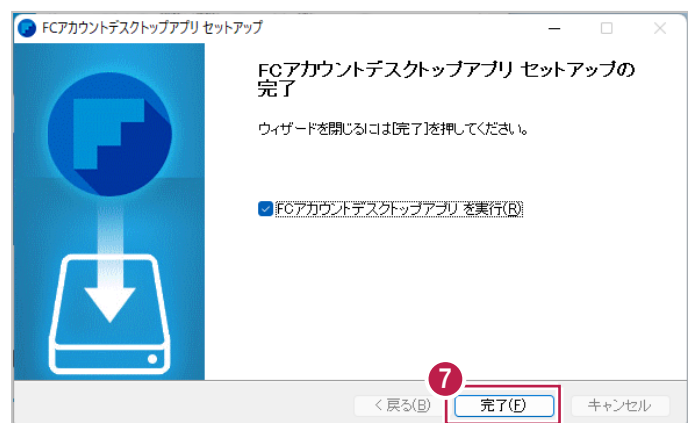 FCアカウントデスクトップアプリ セットアップ
FCアカウントデスクトップアプリ セットアップの
完了
ウィザードを閉じるには[完了]を押してください。
FCアカウントデスクトップアプリ を実行(R)
7
< 戻る(B)
完了(F)
キャンセル